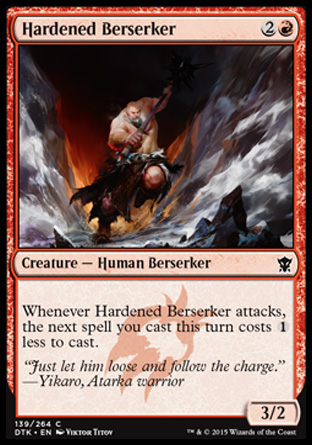 Hardened Berserker 2
Creature — Human Berserker
Whenever Hardened Berserker attacks,
the next spell you cast this turn costs 1
less to cast.
“Just let him loose and follow the charge.”
—Yikaro, Atarka warrior
3/2
139/264 C
DTK • EN Viktor Titov
™ & © 2015 Wizards of the Coast